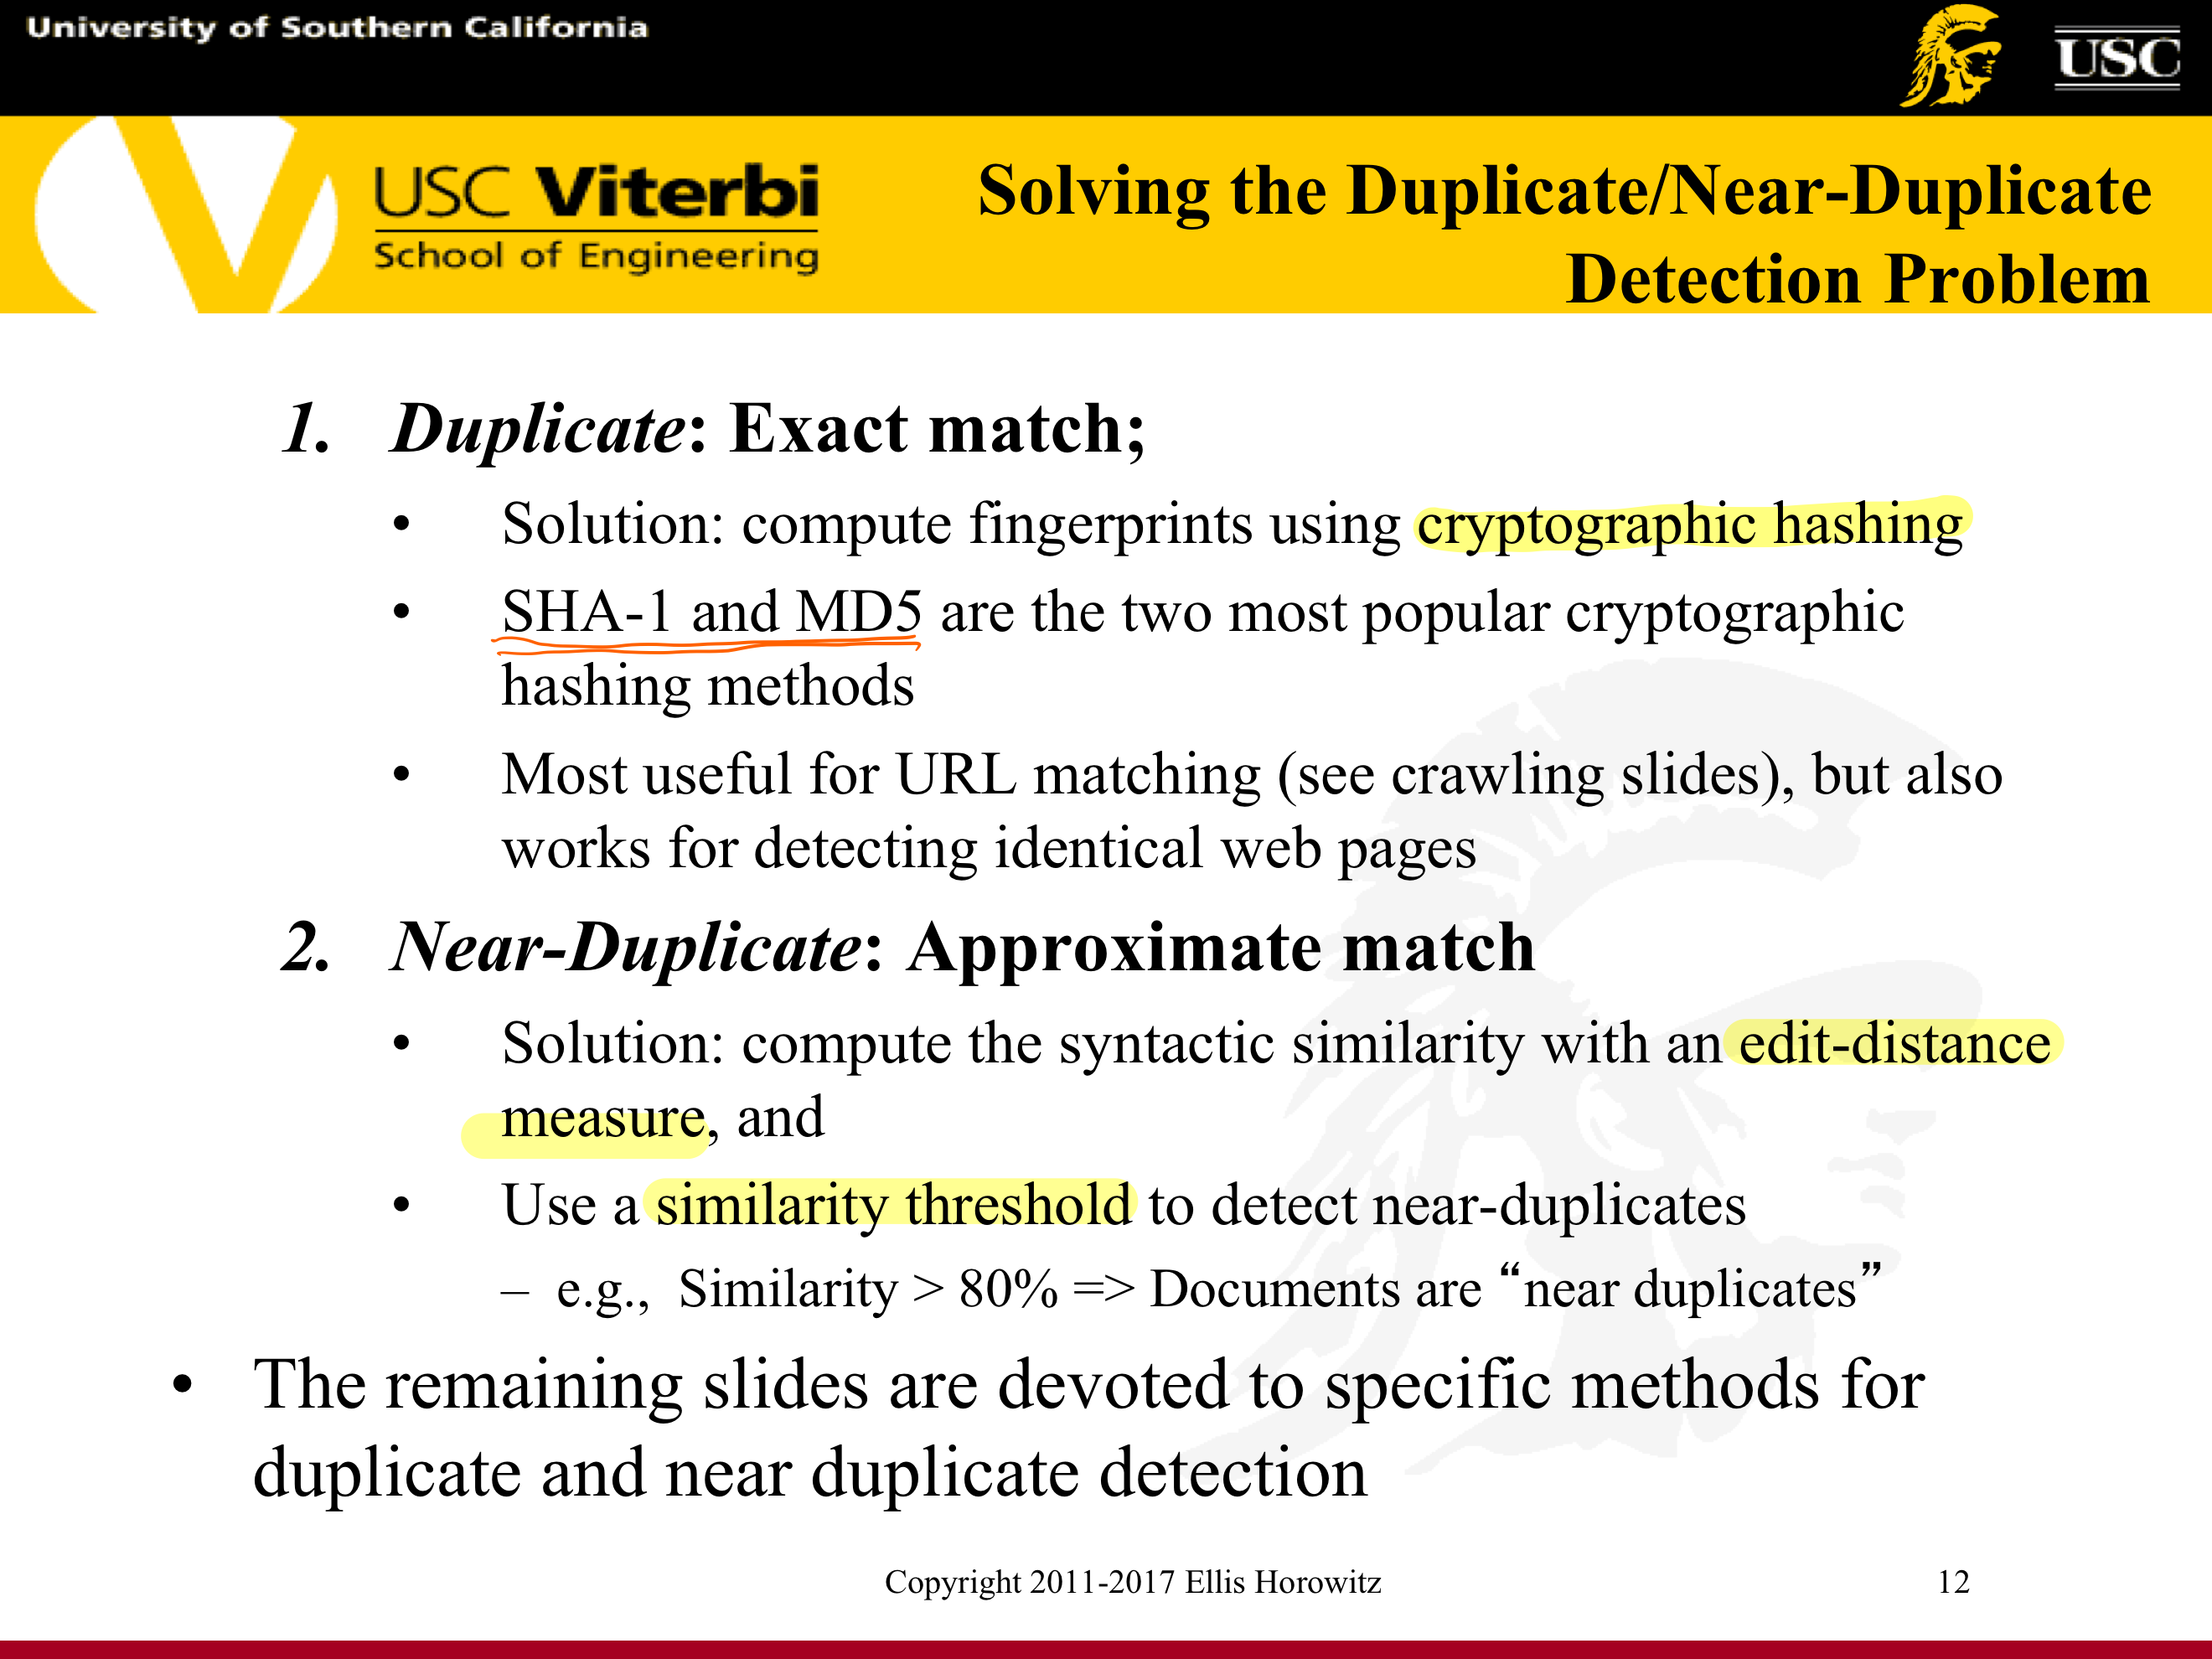 University of Southern California
USC
USC Viterbi
School of Engineering
Solving the Duplicate/Near-Duplicate
Detection Problem
1. Duplicate: Exact match;
• Solution: compute fingerprints using cryptographic hashing
• SHA-1 and MD5 are the two most popular cryptographic
hashing methods
• Most useful for URL matching (see crawling slides), but also
works for detecting identical web pages
2. Near-Duplicate: Approximate match
• Solution: compute the syntactic similarity with an edit-distance
measure, and
• Use a similarity threshold to detect near-duplicates
– e.g., Similarity > 80% => Documents are “near duplicates”
• The remaining slides are devoted to specific methods for
duplicate and near duplicate detection
Copyright 2011-2017 Ellis Horowitz
12